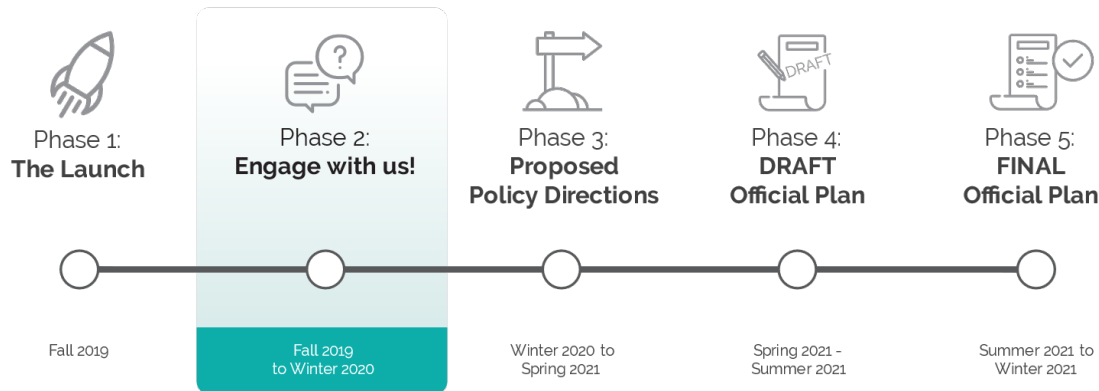 ?
DRAFT
Phase 1:
The Launch
Phase 2:
Engage with us!
Phase 3:
Proposed
Policy Directions
Phase 4:
DRAFT
Official Plan
Phase 5:
FINAL
Official Plan
Fall 2019
Fall 2019
to Winter 2020
Winter 2020 to
Spring 2021
Spring 2021 -
Summer 2021
Summer 2021 to
Winter 2021